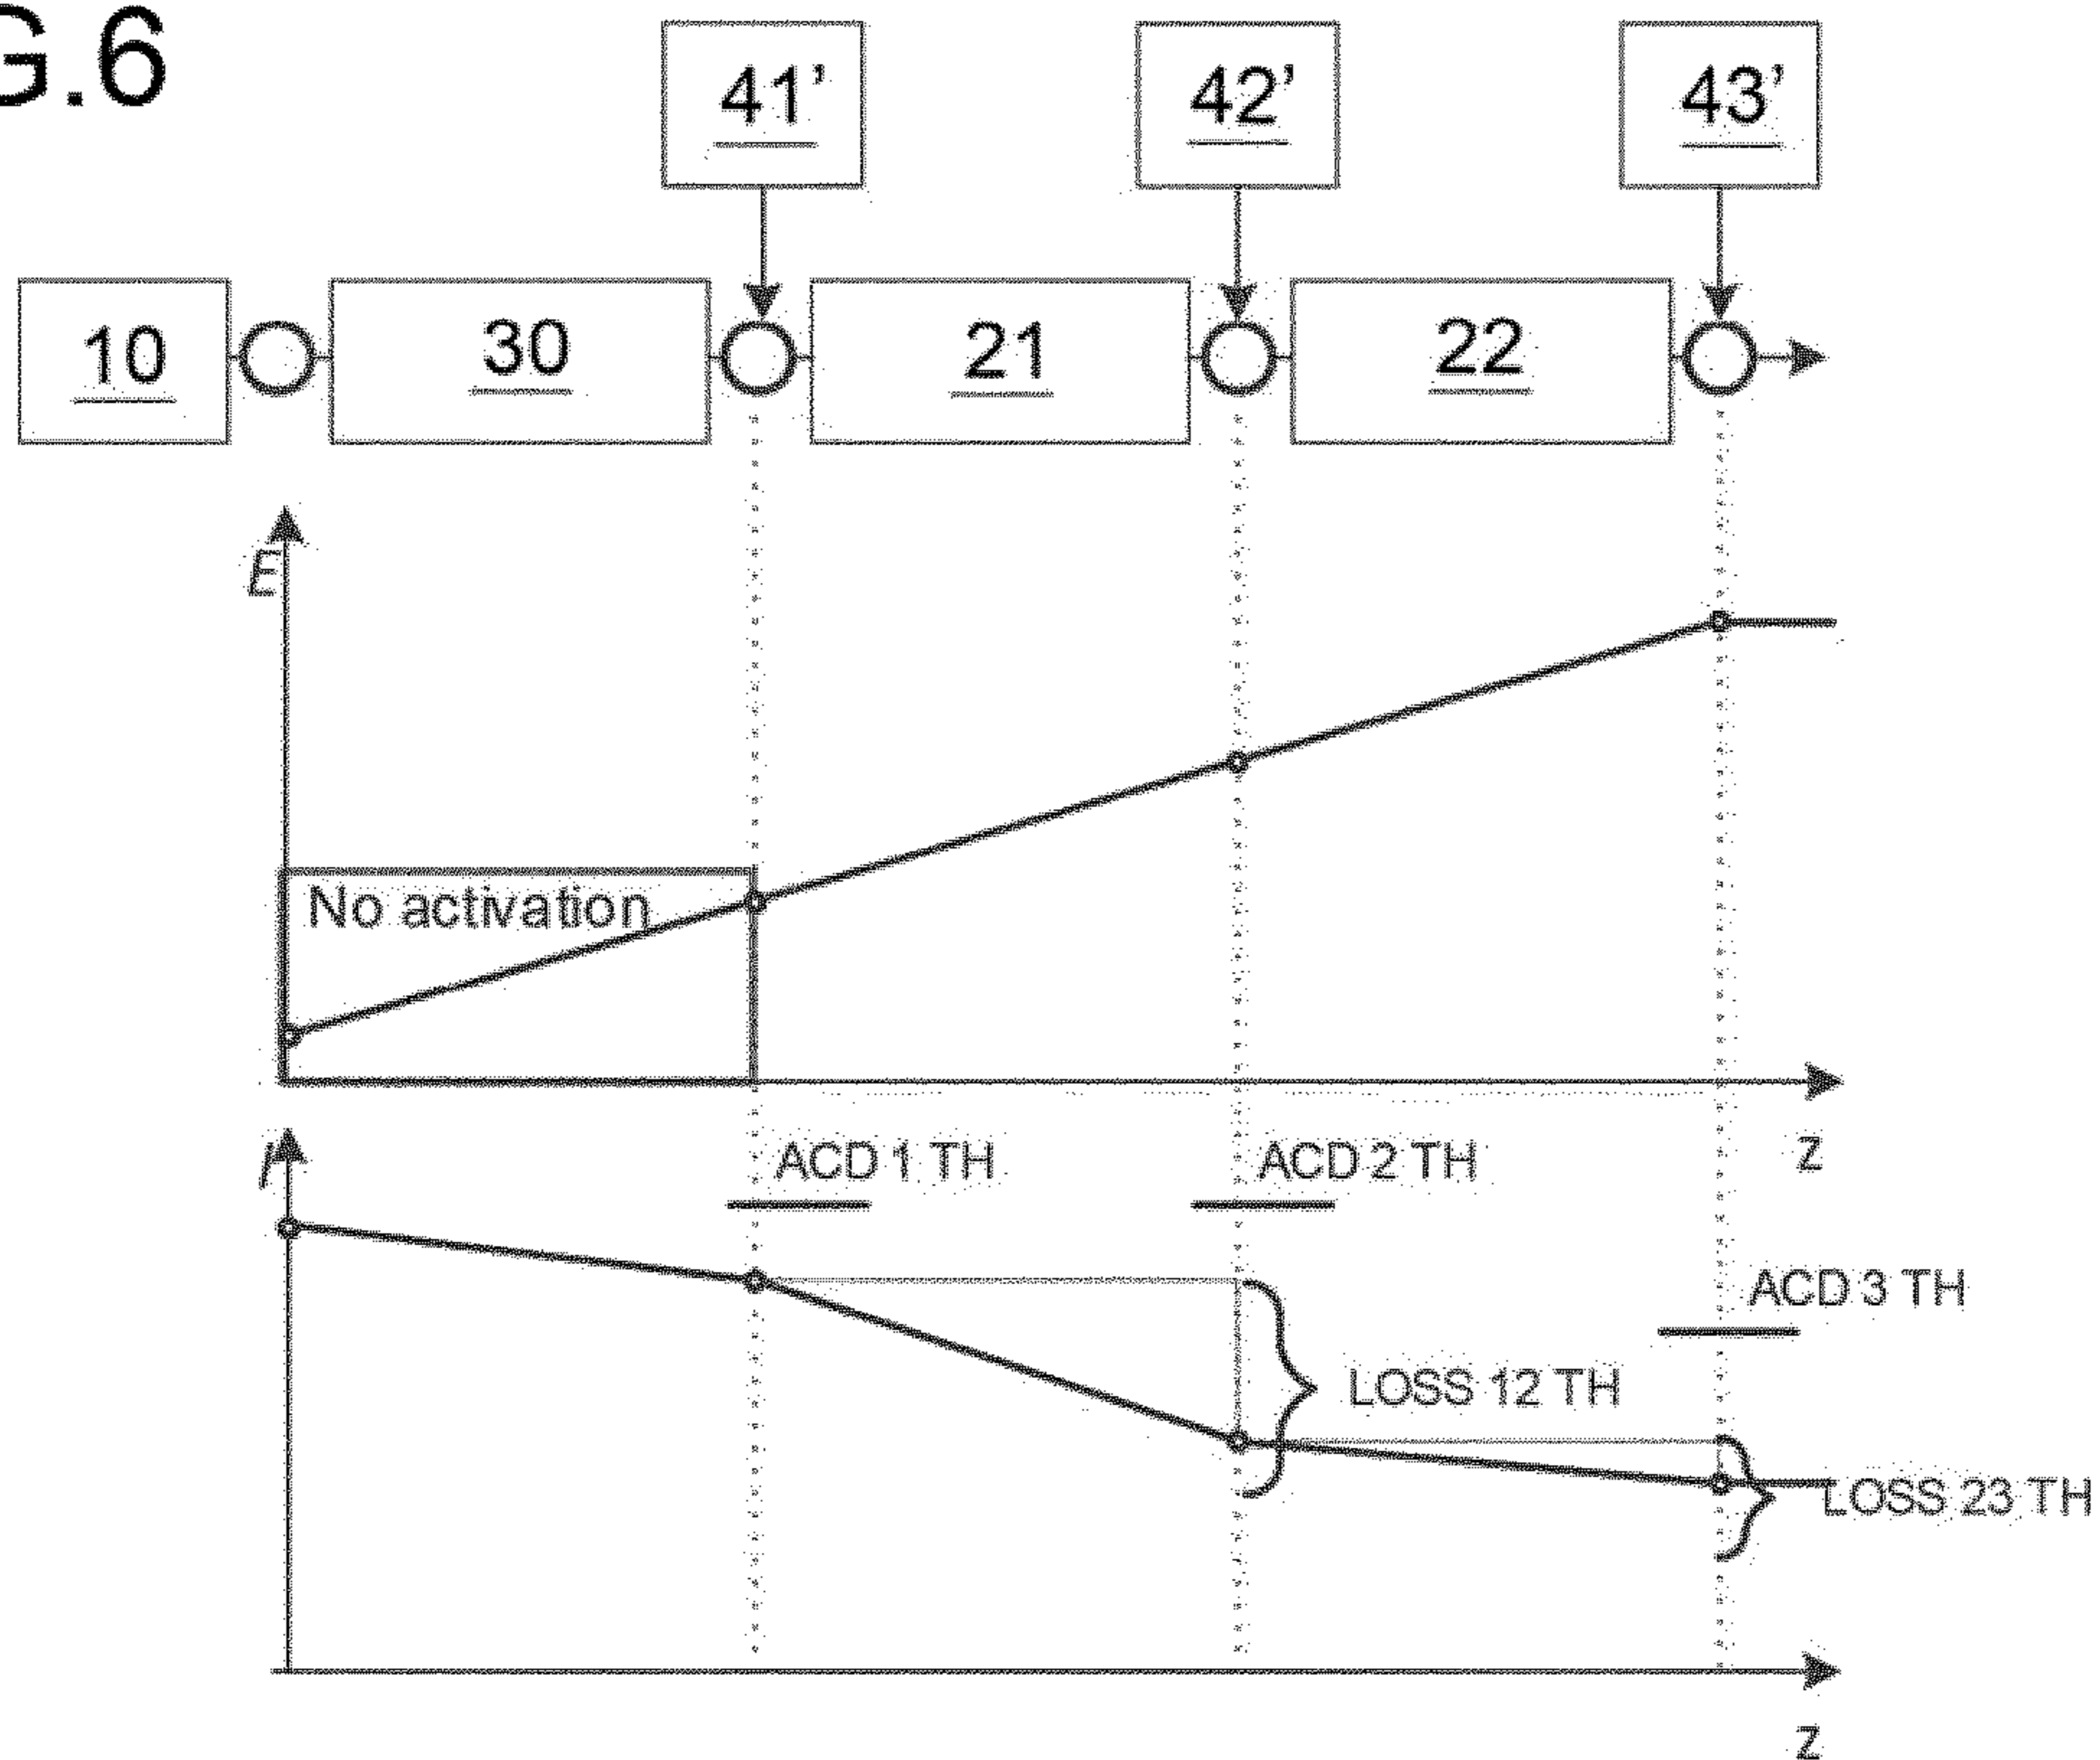 G.6
41’ 42’ 43’
10 30 21 22
E
No activation
z
I
ACD 1 TH ACD 2 TH
ACD 3 TH
LOSS 12 TH
LOSS 23 TH
z